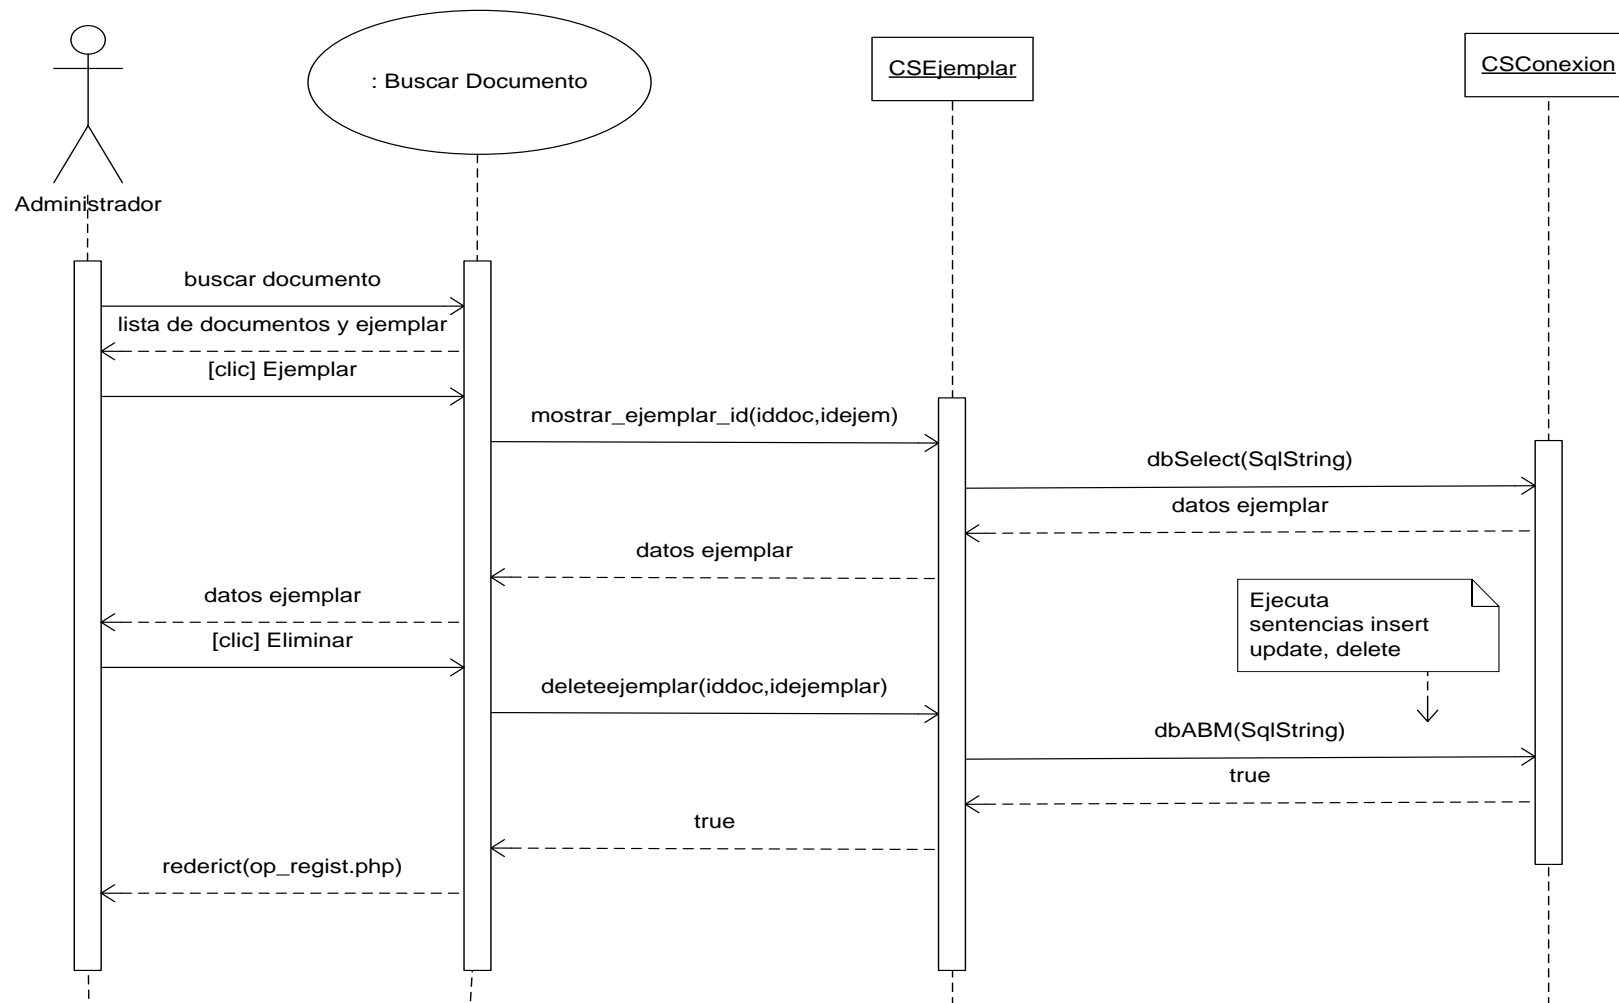 : Buscar Documento
CSEjemplar
CSConexion
Administrador
buscar documento
lista de documentos y ejemplar
[clic] Ejemplar
mostrar_ejemplar_id(iddoc,idejem)
dbSelect(SqlString)
datos ejemplar
datos ejemplar
datos ejemplar
[clic] Eliminar
Ejecuta
sentencias insert
update, delete
deleteejemplar(iddoc,idejemplar)
dbABM(SqlString)
true
true
rederict(op_regist.php)